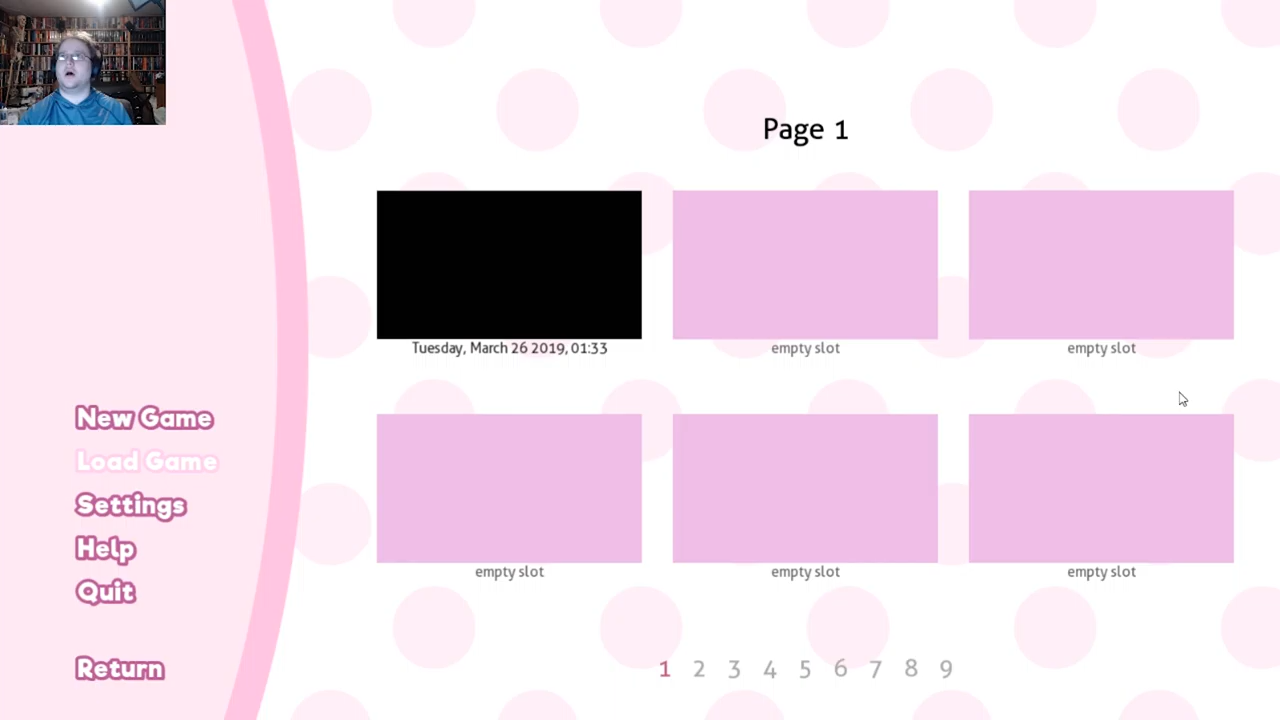 Page 1
Tuesday, March 26 2019, 01:33
empty slot
empty slot
New Game
Load Game
Settings
Help
Quit
Return
empty slot
empty slot
empty slot
1 2 3 4 5 6 7 8 9